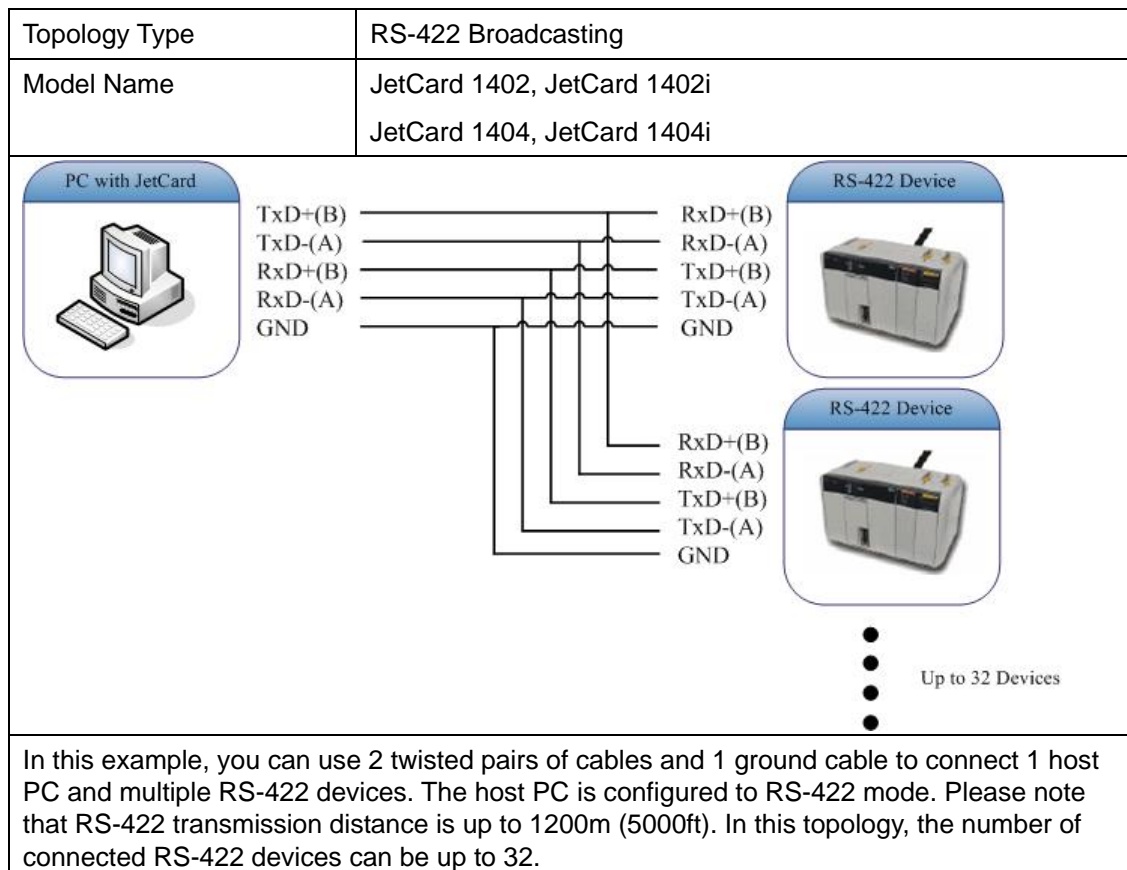 Topology Type
RS-422 Broadcasting
Model Name
JetCard 1402, JetCard 1402i
JetCard 1404, JetCard 1404i
PC with JetCard
TxD+(B)
TxD-(A)
RxD+(B)
RxD-(A)
GND
RS-422 Device
RxD+(B)
RxD-(A)
TxD+(B)
TxD-(A)
GND
RS-422 Device
RxD+(B)
RxD-(A)
TxD+(B)
TxD-(A)
GND
Up to 32 Devices
In this example, you can use 2 twisted pairs of cables and 1 ground cable to connect 1 host
PC and multiple RS-422 devices. The host PC is configured to RS-422 mode. Please note
that RS-422 transmission distance is up to 1200m (5000ft). In this topology, the number of
connected RS-422 devices can be up to 32.